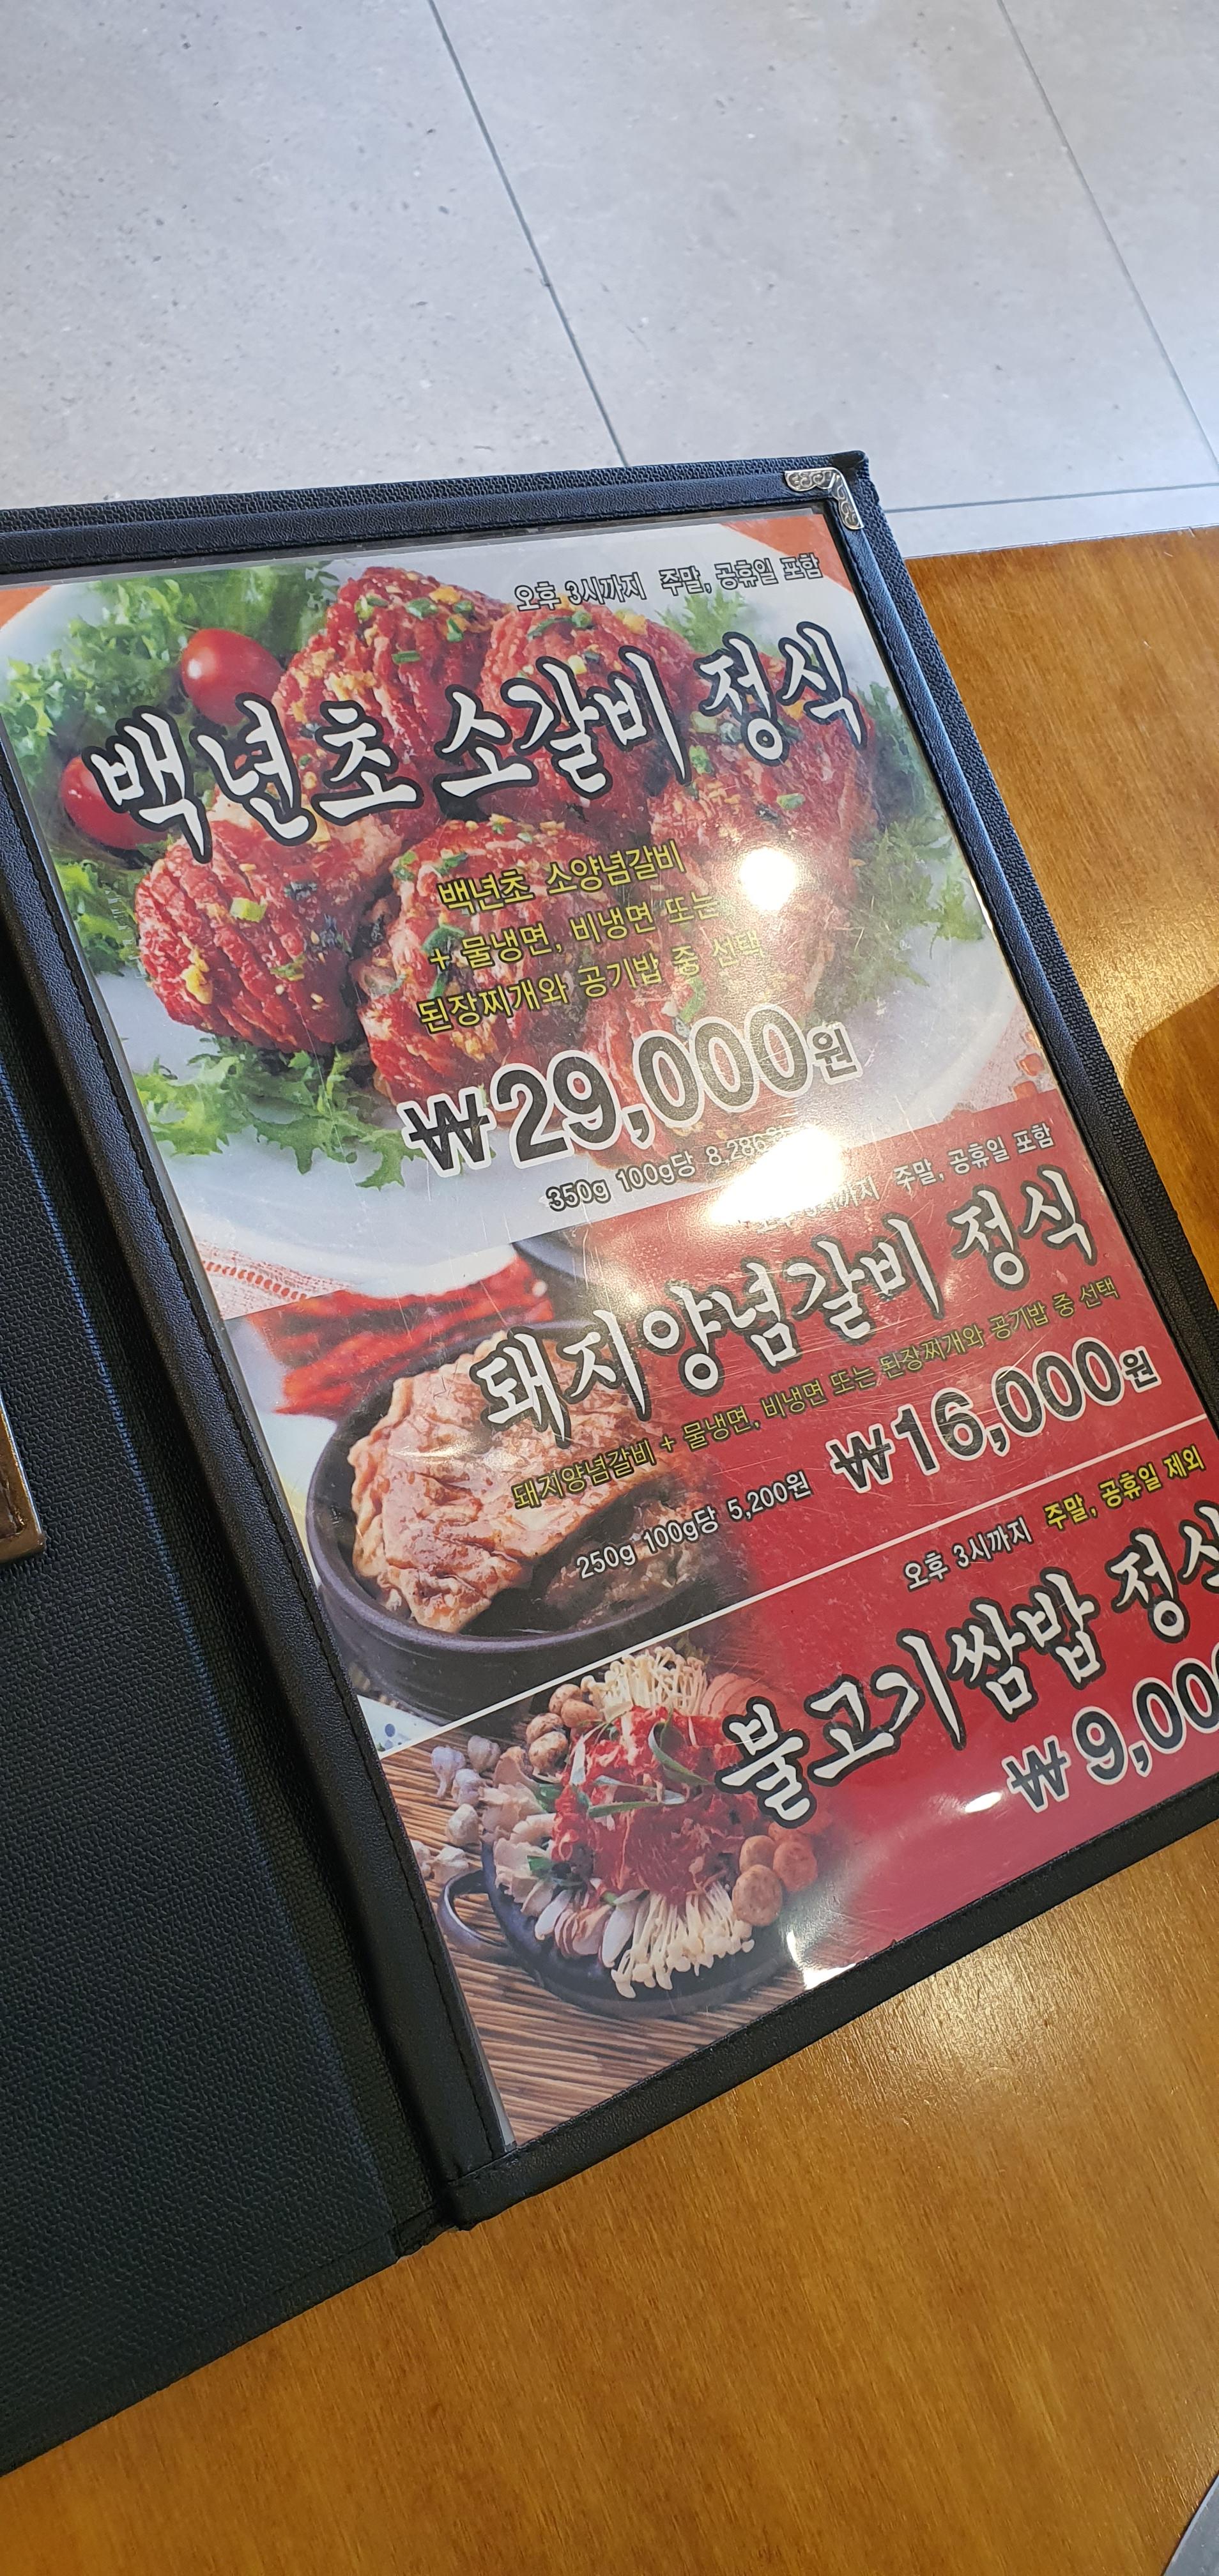 오후 3시까지 주말, 공휴일 포함
백년초 소갈비 정식
백년초 소양념갈비
+ 물냉면, 비냉면 또는
된장찌개와 공기밥 중 선택
₩29,000원
350g 100g당 8,286
3시까지 주말, 공휴일 포함
돼지양념갈비 정식
돼지양념갈비 + 물냉면, 비냉면 또는 된장찌개와 공기밥 중 선택
250g 100g당 5,200원 ₩16,000원
오후 3시까지 주말, 공휴일 제외
불고기쌈밥 정식
₩9,00